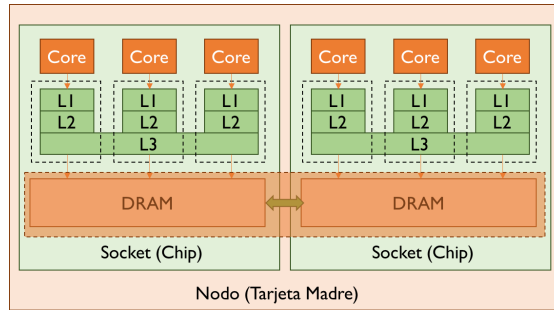 Core Core Core Core Core Core
L1 L1 L1 L1 L1 L1
L2 L2 L2 L2 L2 L2
L3 L3
DRAM DRAM
Socket (Chip) Socket (Chip)
Nodo (Tarjeta Madre)